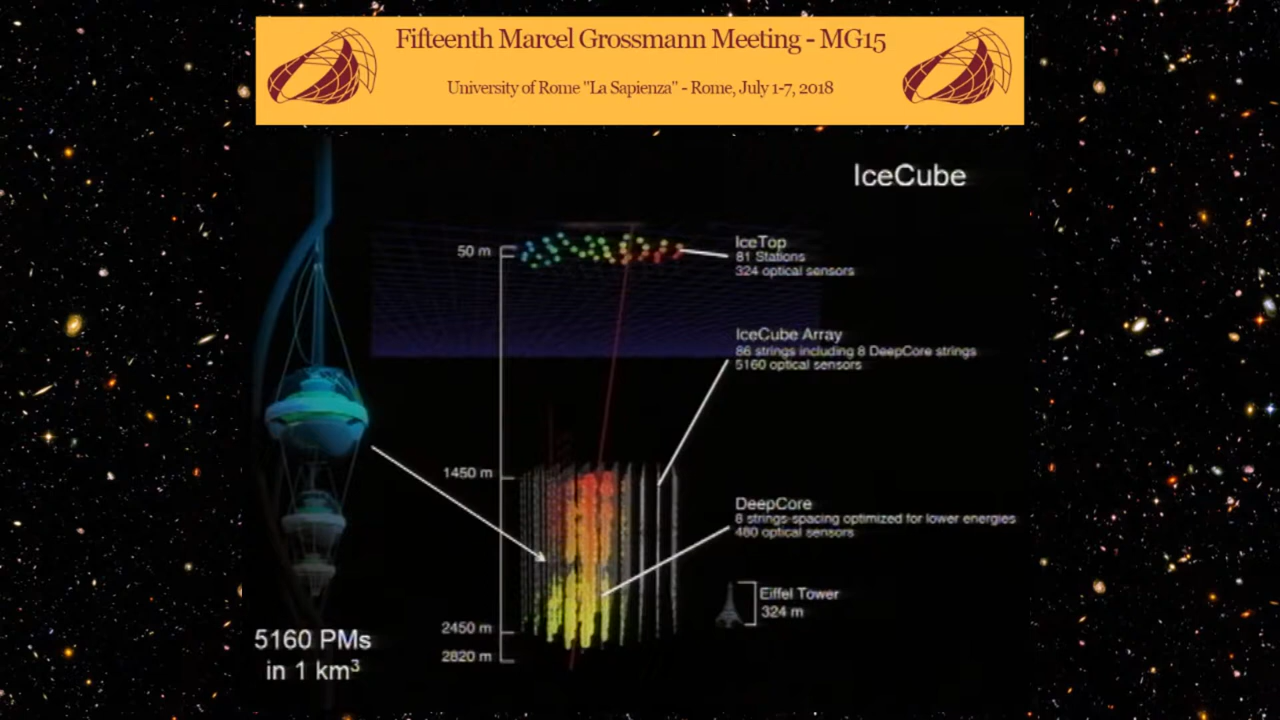 Fifteenth Marcel Grossmann Meeting - MG15
University of Rome "La Sapienza" - Rome, July 1-7, 2018
IceCube
50 m
IceTop
81 Stations
324 optical sensors
IceCube Array
86 strings including 8 DeepCore strings
5160 optical sensors
1450 m
DeepCore
8 strings-spacing optimized for lower energies
480 optical sensors
Eiffel Tower
324 m
2450 m
2820 m
5160 PMs
in 1 km³